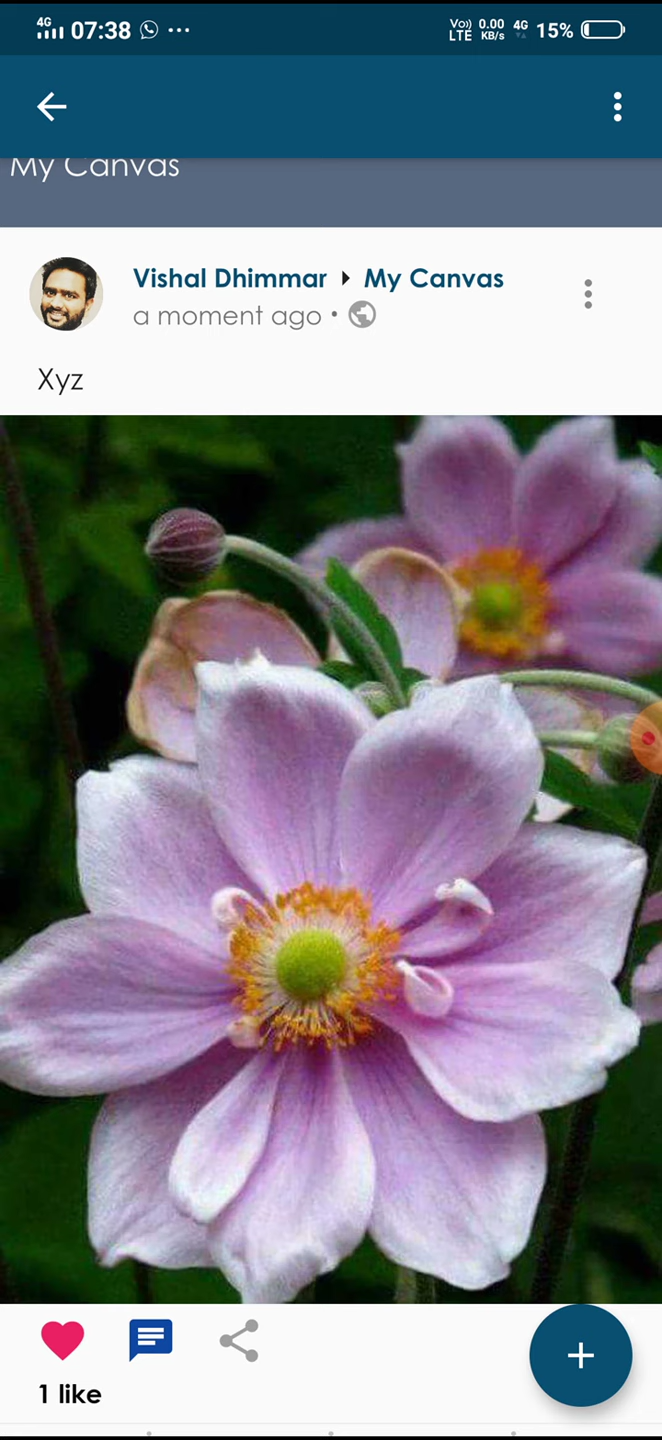 4G 07:38 ... Vo)) LTE 0.00 KB/s 4G 15%
My Canvas
Vishal Dhimmar My Canvas
a moment ago •
Xyz
1 like